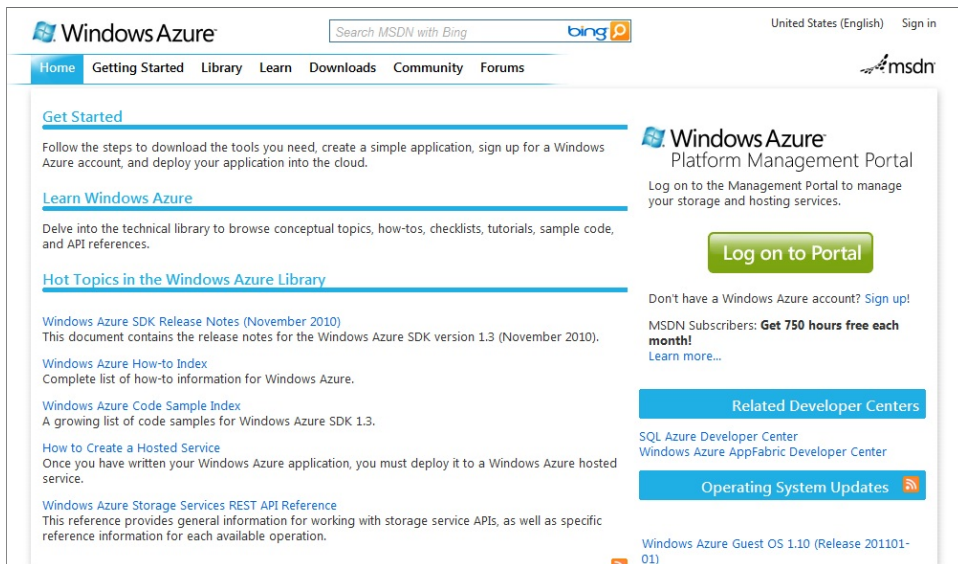 Windows Azure
Search MSDN with Bing
bing
United States (English) Sign in
Home Getting Started Library Learn Downloads Community Forums
msdn
Get Started
Follow the steps to download the tools you need, create a simple application, sign up for a Windows
Azure account, and deploy your application into the cloud.
Learn Windows Azure
Delve into the technical library to browse conceptual topics, how-tos, checklists, tutorials, sample code,
and API references.
Hot Topics in the Windows Azure Library
Windows Azure SDK Release Notes (November 2010)
This document contains the release notes for the Windows Azure SDK version 1.3 (November 2010).
Windows Azure How-to Index
Complete list of how-to information for Windows Azure.
Windows Azure Code Sample Index
A growing list of code samples for Windows Azure SDK 1.3.
How to Create a Hosted Service
Once you have written your Windows Azure application, you must deploy it to a Windows Azure hosted
service.
Windows Azure Storage Services REST API Reference
This reference provides general information for working with storage service APIs, as well as specific
reference information for each available operation.
Windows Azure
Platform Management Portal
Log on to the Management Portal to manage
your storage and hosting services.
Log on to Portal
Don't have a Windows Azure account? Sign up!
MSDN Subscribers: Get 750 hours free each
month!
Learn more...
Related Developer Centers
SQL Azure Developer Center
Windows Azure AppFabric Developer Center
Operating System Updates
Windows Azure Guest OS 1.10 (Release 201101-
01)